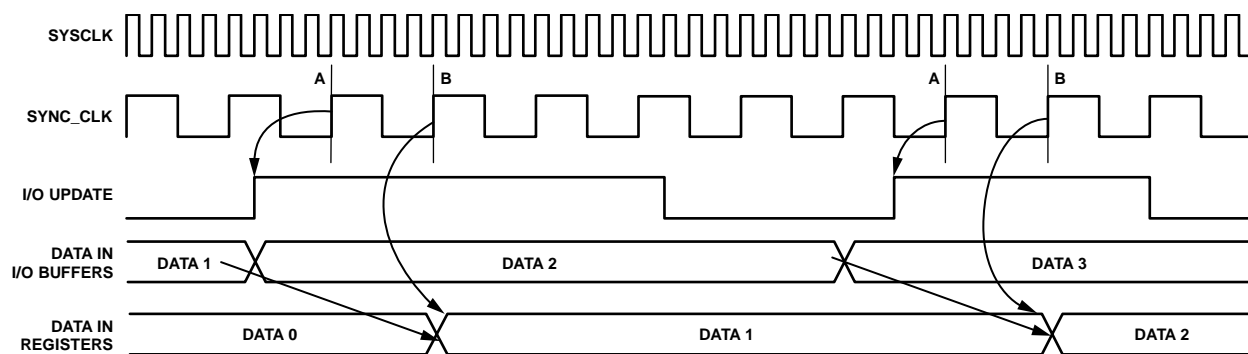 SYSCLK
A B A B
SYNC_CLK
I/O UPDATE
DATA IN
I/O BUFFERS
DATA 1 DATA 2 DATA 3
DATA IN
REGISTERS
DATA 0 DATA 1 DATA 2